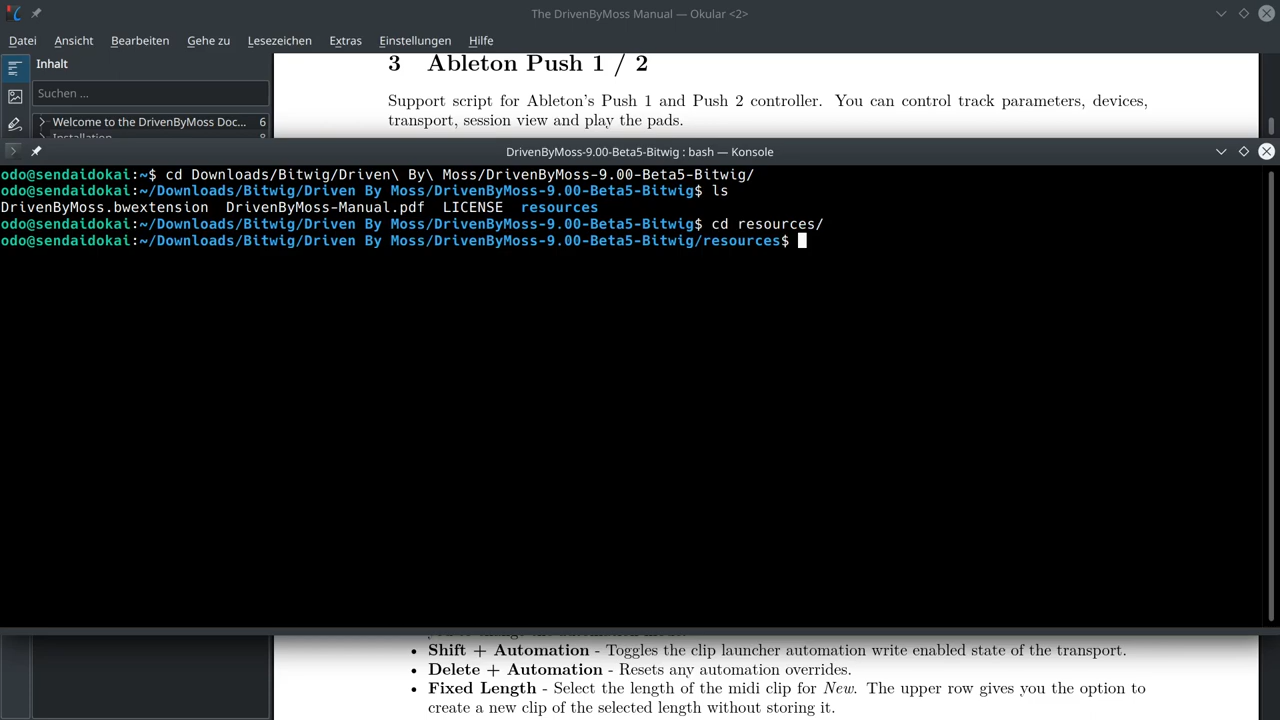 The DrivenByMoss Manual — Okular <2>
Datei Ansicht Bearbeiten Gehe zu Lesezeichen Extras Einstellungen Hilfe
Inhalt
Suchen ...
Welcome to the DrivenByMoss Doc... 6
Installation 8
3 Ableton Push 1 / 2
Support script for Ableton's Push 1 and Push 2 controller. You can control track parameters, devices,
transport, session view and play the pads.
DrivenByMoss-9.00-Beta5-Bitwig : bash — Konsole
odo@sendaidokai:~$ cd Downloads/Bitwig/Driven\ By\ Moss/DrivenByMoss-9.00-Beta5-Bitwig/
odo@sendaidokai:~/Downloads/Bitwig/Driven By Moss/DrivenByMoss-9.00-Beta5-Bitwig$ ls
DrivenByMoss.bwextension DrivenByMoss-Manual.pdf LICENSE resources
odo@sendaidokai:~/Downloads/Bitwig/Driven By Moss/DrivenByMoss-9.00-Beta5-Bitwig$ cd resources/
odo@sendaidokai:~/Downloads/Bitwig/Driven By Moss/DrivenByMoss-9.00-Beta5-Bitwig/resources$
• Shift + Automation - Toggles the clip launcher automation write enabled state of the transport.
• Delete + Automation - Resets any automation overrides.
• Fixed Length - Select the length of the midi clip for New. The upper row gives you the option to
create a new clip of the selected length without storing it.